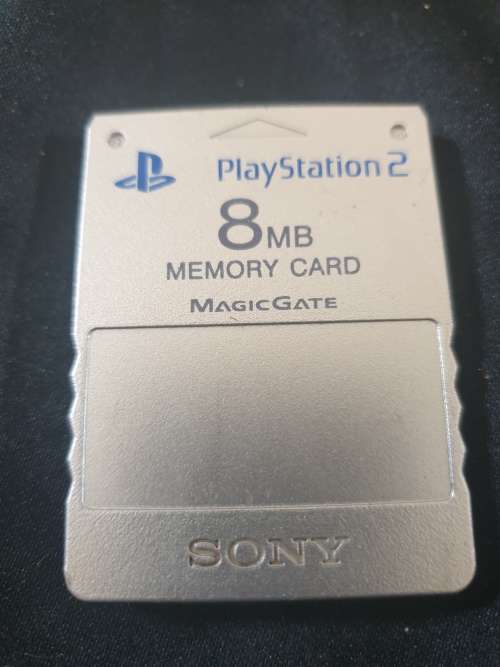 PlayStation 2
8MB
MEMORY CARD
MAGICGATE
SONY